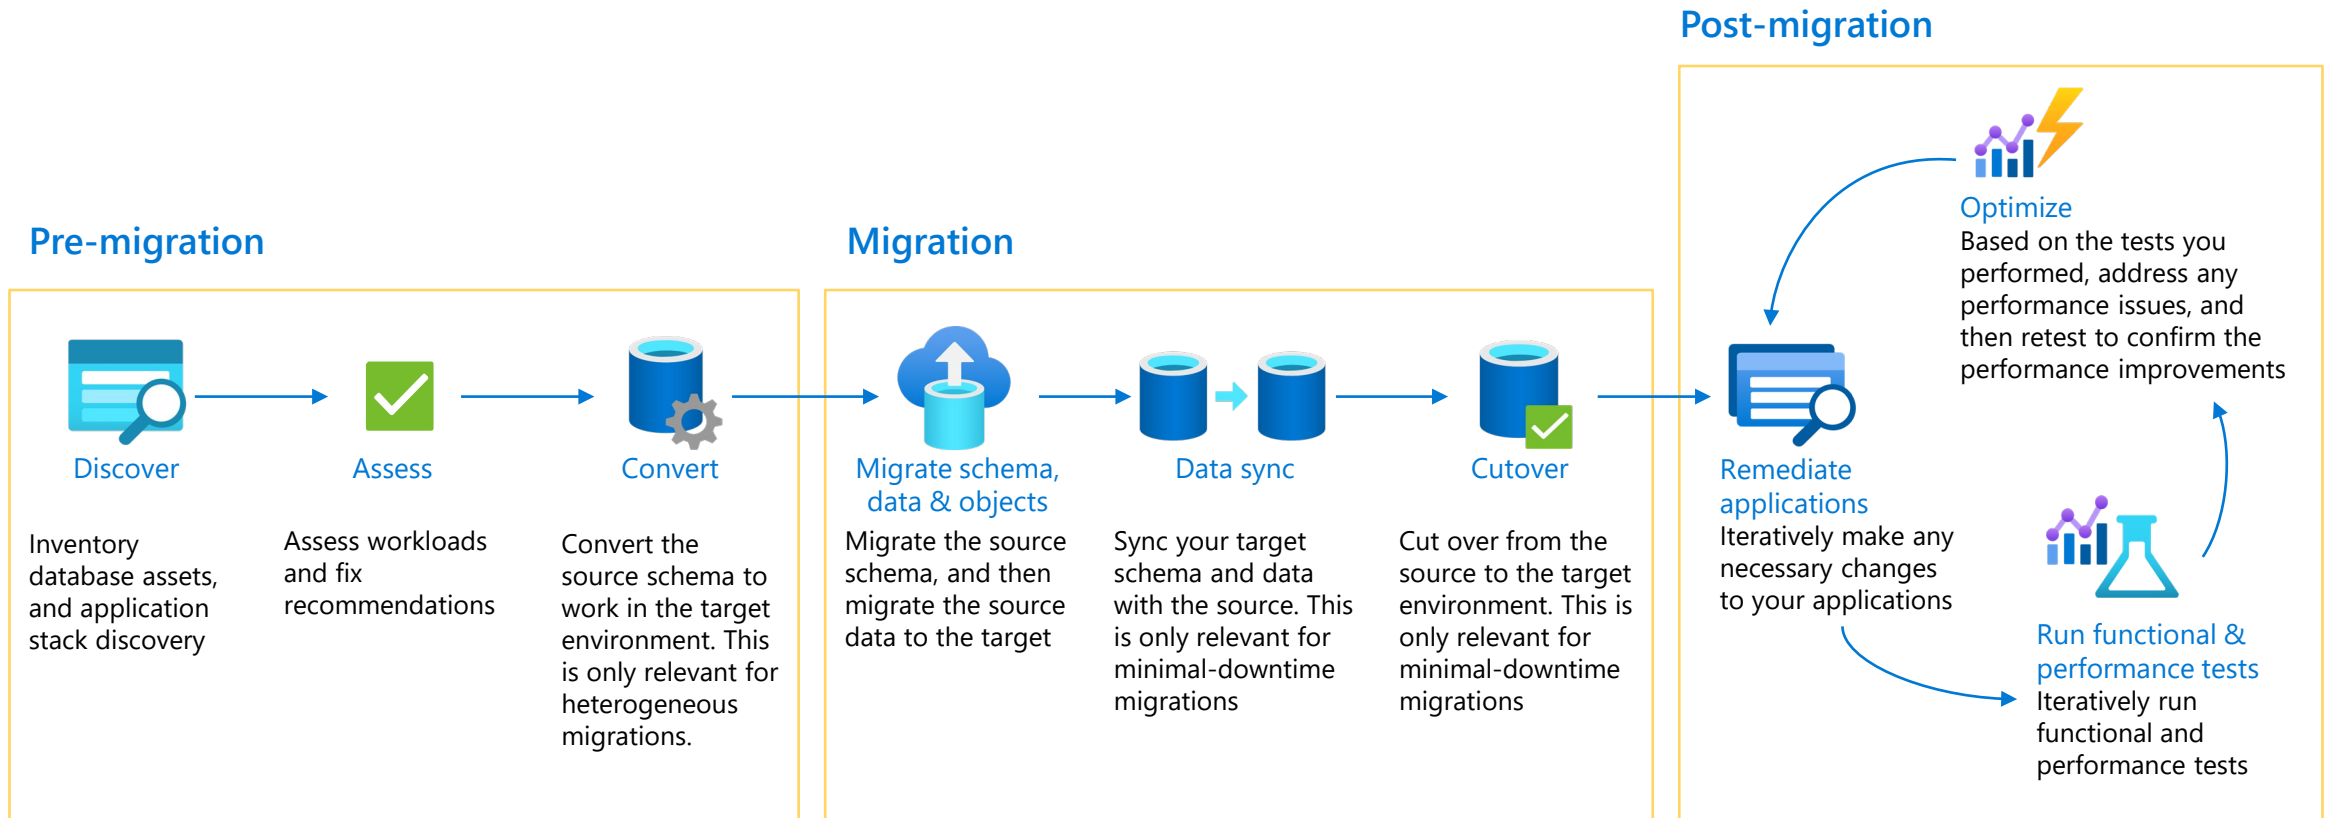 Pre-migration
Discover
Inventory
database assets,
and application
stack discovery
Assess
Assess workloads
and fix
recommendations
Convert
Convert the
source schema to
work in the target
environment. This
is only relevant for
heterogeneous
migrations.
Migration
Migrate schema,
data & objects
Migrate the source
schema, and then
migrate the source
data to the target
Data sync
Sync your target
schema and data
with the source. This
is only relevant for
minimal-downtime
migrations
Cutover
Cut over from the
source to the target
environment. This is
only relevant for
minimal-downtime
migrations
Post-migration
Remediate
applications
Iteratively make any
necessary changes
to your applications
Run functional &
performance tests
Iteratively run
functional and
performance tests
Optimize
Based on the tests you
performed, address any
performance issues, and
then retest to confirm the
performance improvements